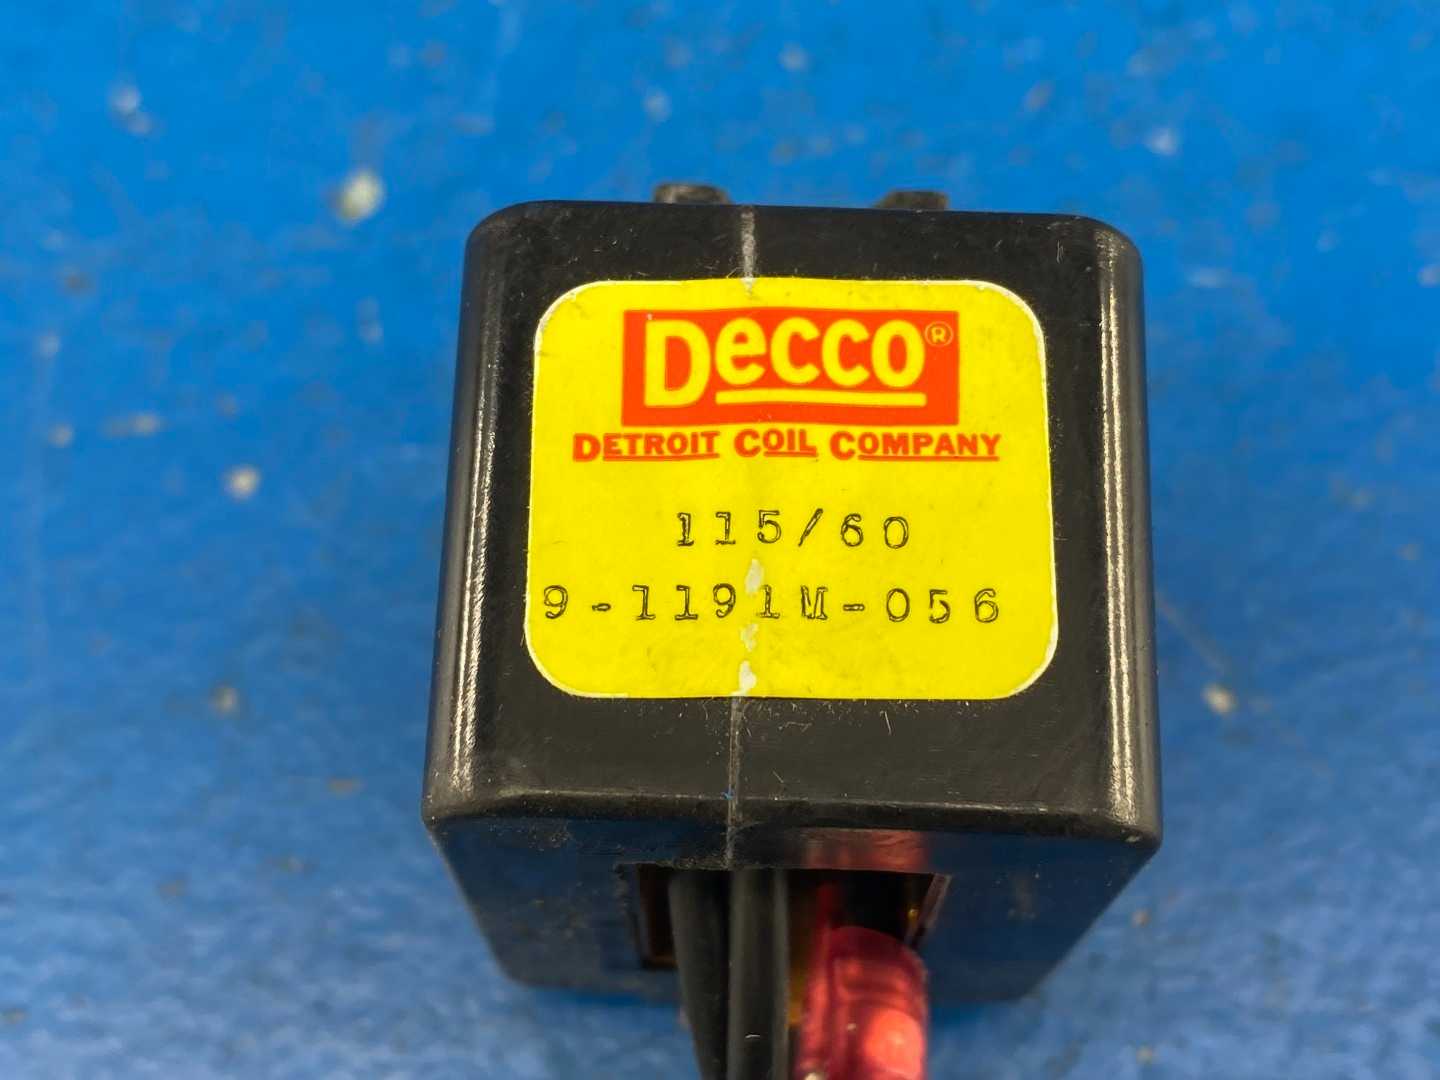 Decco®
DETROIT COIL COMPANY
115/60
9-1191M-056